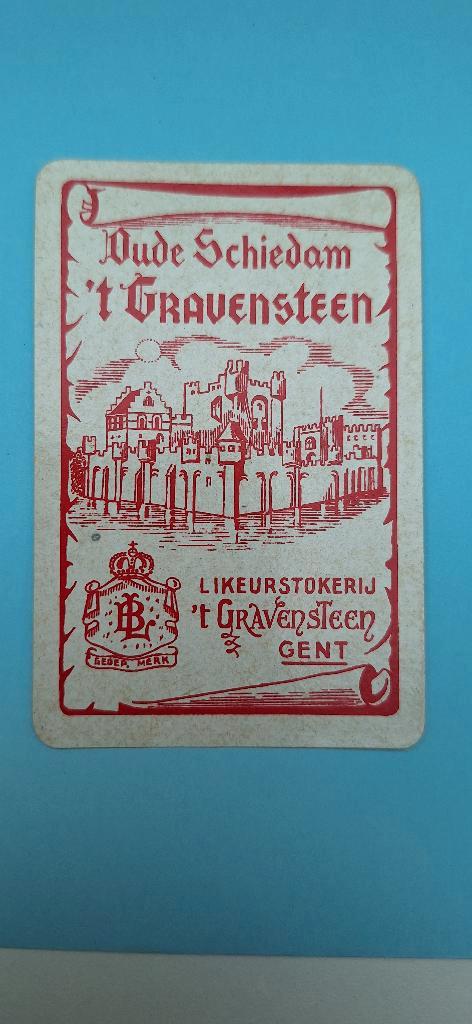 Oude Schiedam
't GRAVENSTEEN
LIKEURSTOKERIJ
't GRAVENSTEEN
GENT
BL
GEDEP. MERK